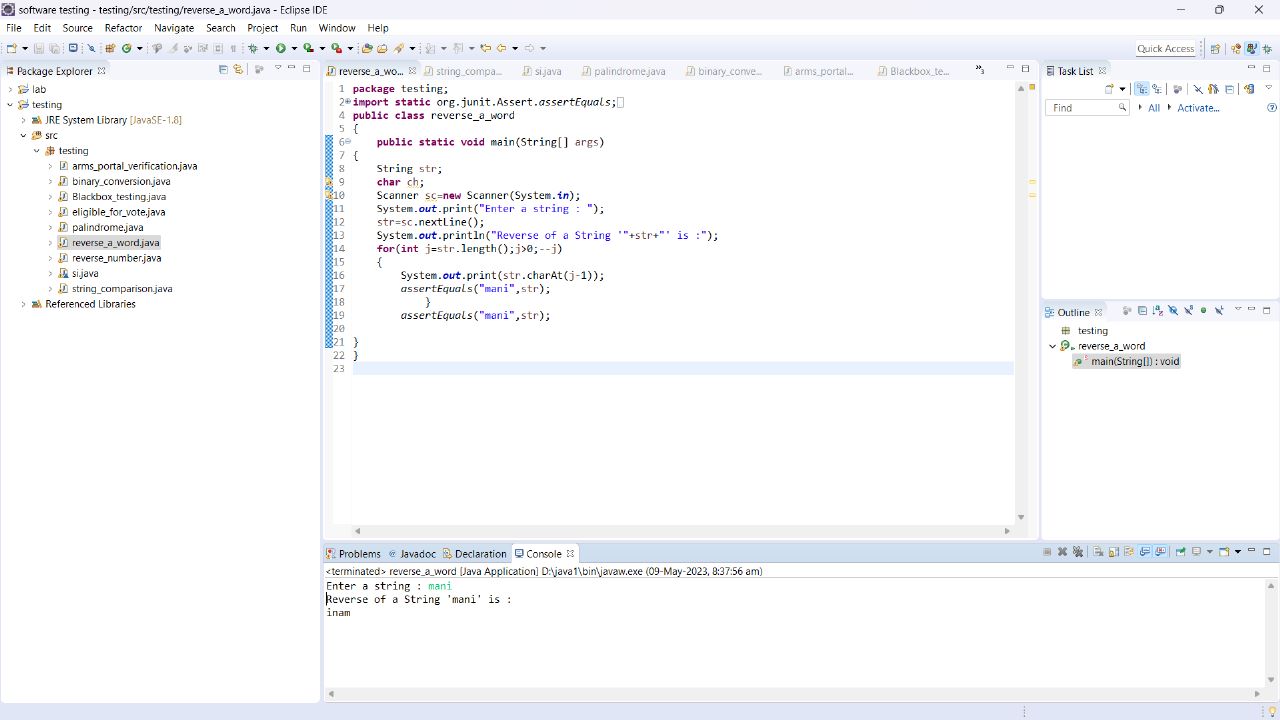 software testing - testing/src/testing/reverse_a_word.java - Eclipse IDE
File Edit Source Refactor Navigate Search Project Run Window Help
Quick Access
Package Explorer
lab
testing
JRE System Library [JavaSE-1.8]
src
testing
arms_portal_verification.java
binary_conversion.java
Blackbox_testing.java
eligible_for_vote.java
palindrome.java
reverse_a_word.java
reverse_number.java
si.java
string_comparison.java
Referenced Libraries
reverse_a_wo... string_compa... si.java palindrome.java binary_conve... arms_portal... Blackbox_te... »3
1 package testing;
2 import static org.junit.Assert.assertEquals;
4 public class reverse_a_word
5 {
6 public static void main(String[] args)
7 {
8 String str;
9 char ch;
10 Scanner sc=new Scanner(System.in);
11 System.out.print("Enter a string : ");
12 str=sc.nextLine();
13 System.out.println("Reverse of a String '"+str+"' is :");
14 for(int j=str.length();j>0;--j)
15 {
16 System.out.print(str.charAt(j-1));
17 assertEquals("mani",str);
18 }
19 assertEquals("mani",str);
20
21 }
22 }
23
Task List
Find All Activate...
Outline
testing
reverse_a_word
main(String[]) : void
Problems Javadoc Declaration Console
<terminated> reverse_a_word [Java Application] D:\java1\bin\javaw.exe (09-May-2023, 8:37:56 am)
Enter a string : mani
Reverse of a String 'mani' is :
inam